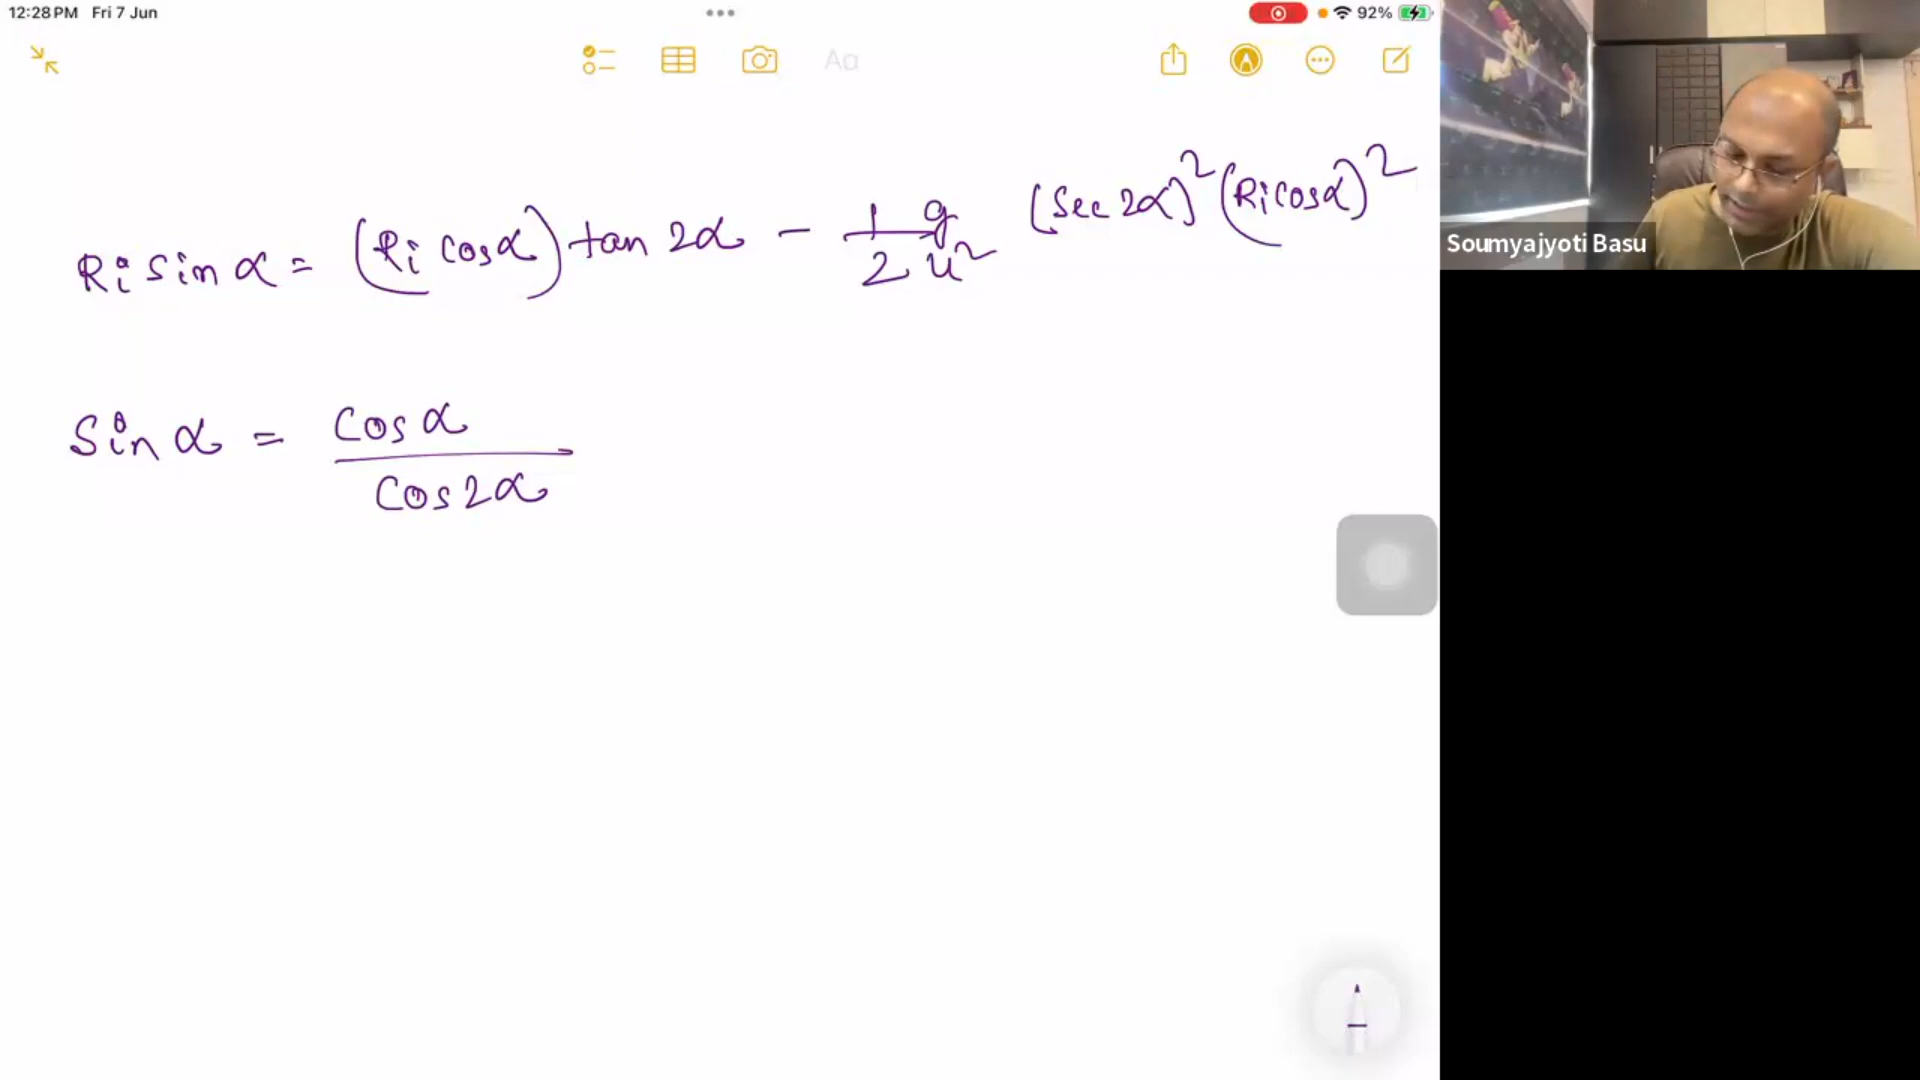 12:28 PM Fri 7 Jun
92%
Aa
Soumyajyoti Basu
Ri sin α = (Ri cos α) tan 2α − 1/2 g/u² (sec 2α)² (Ri cos α)²
sin α = cos α / cos 2α